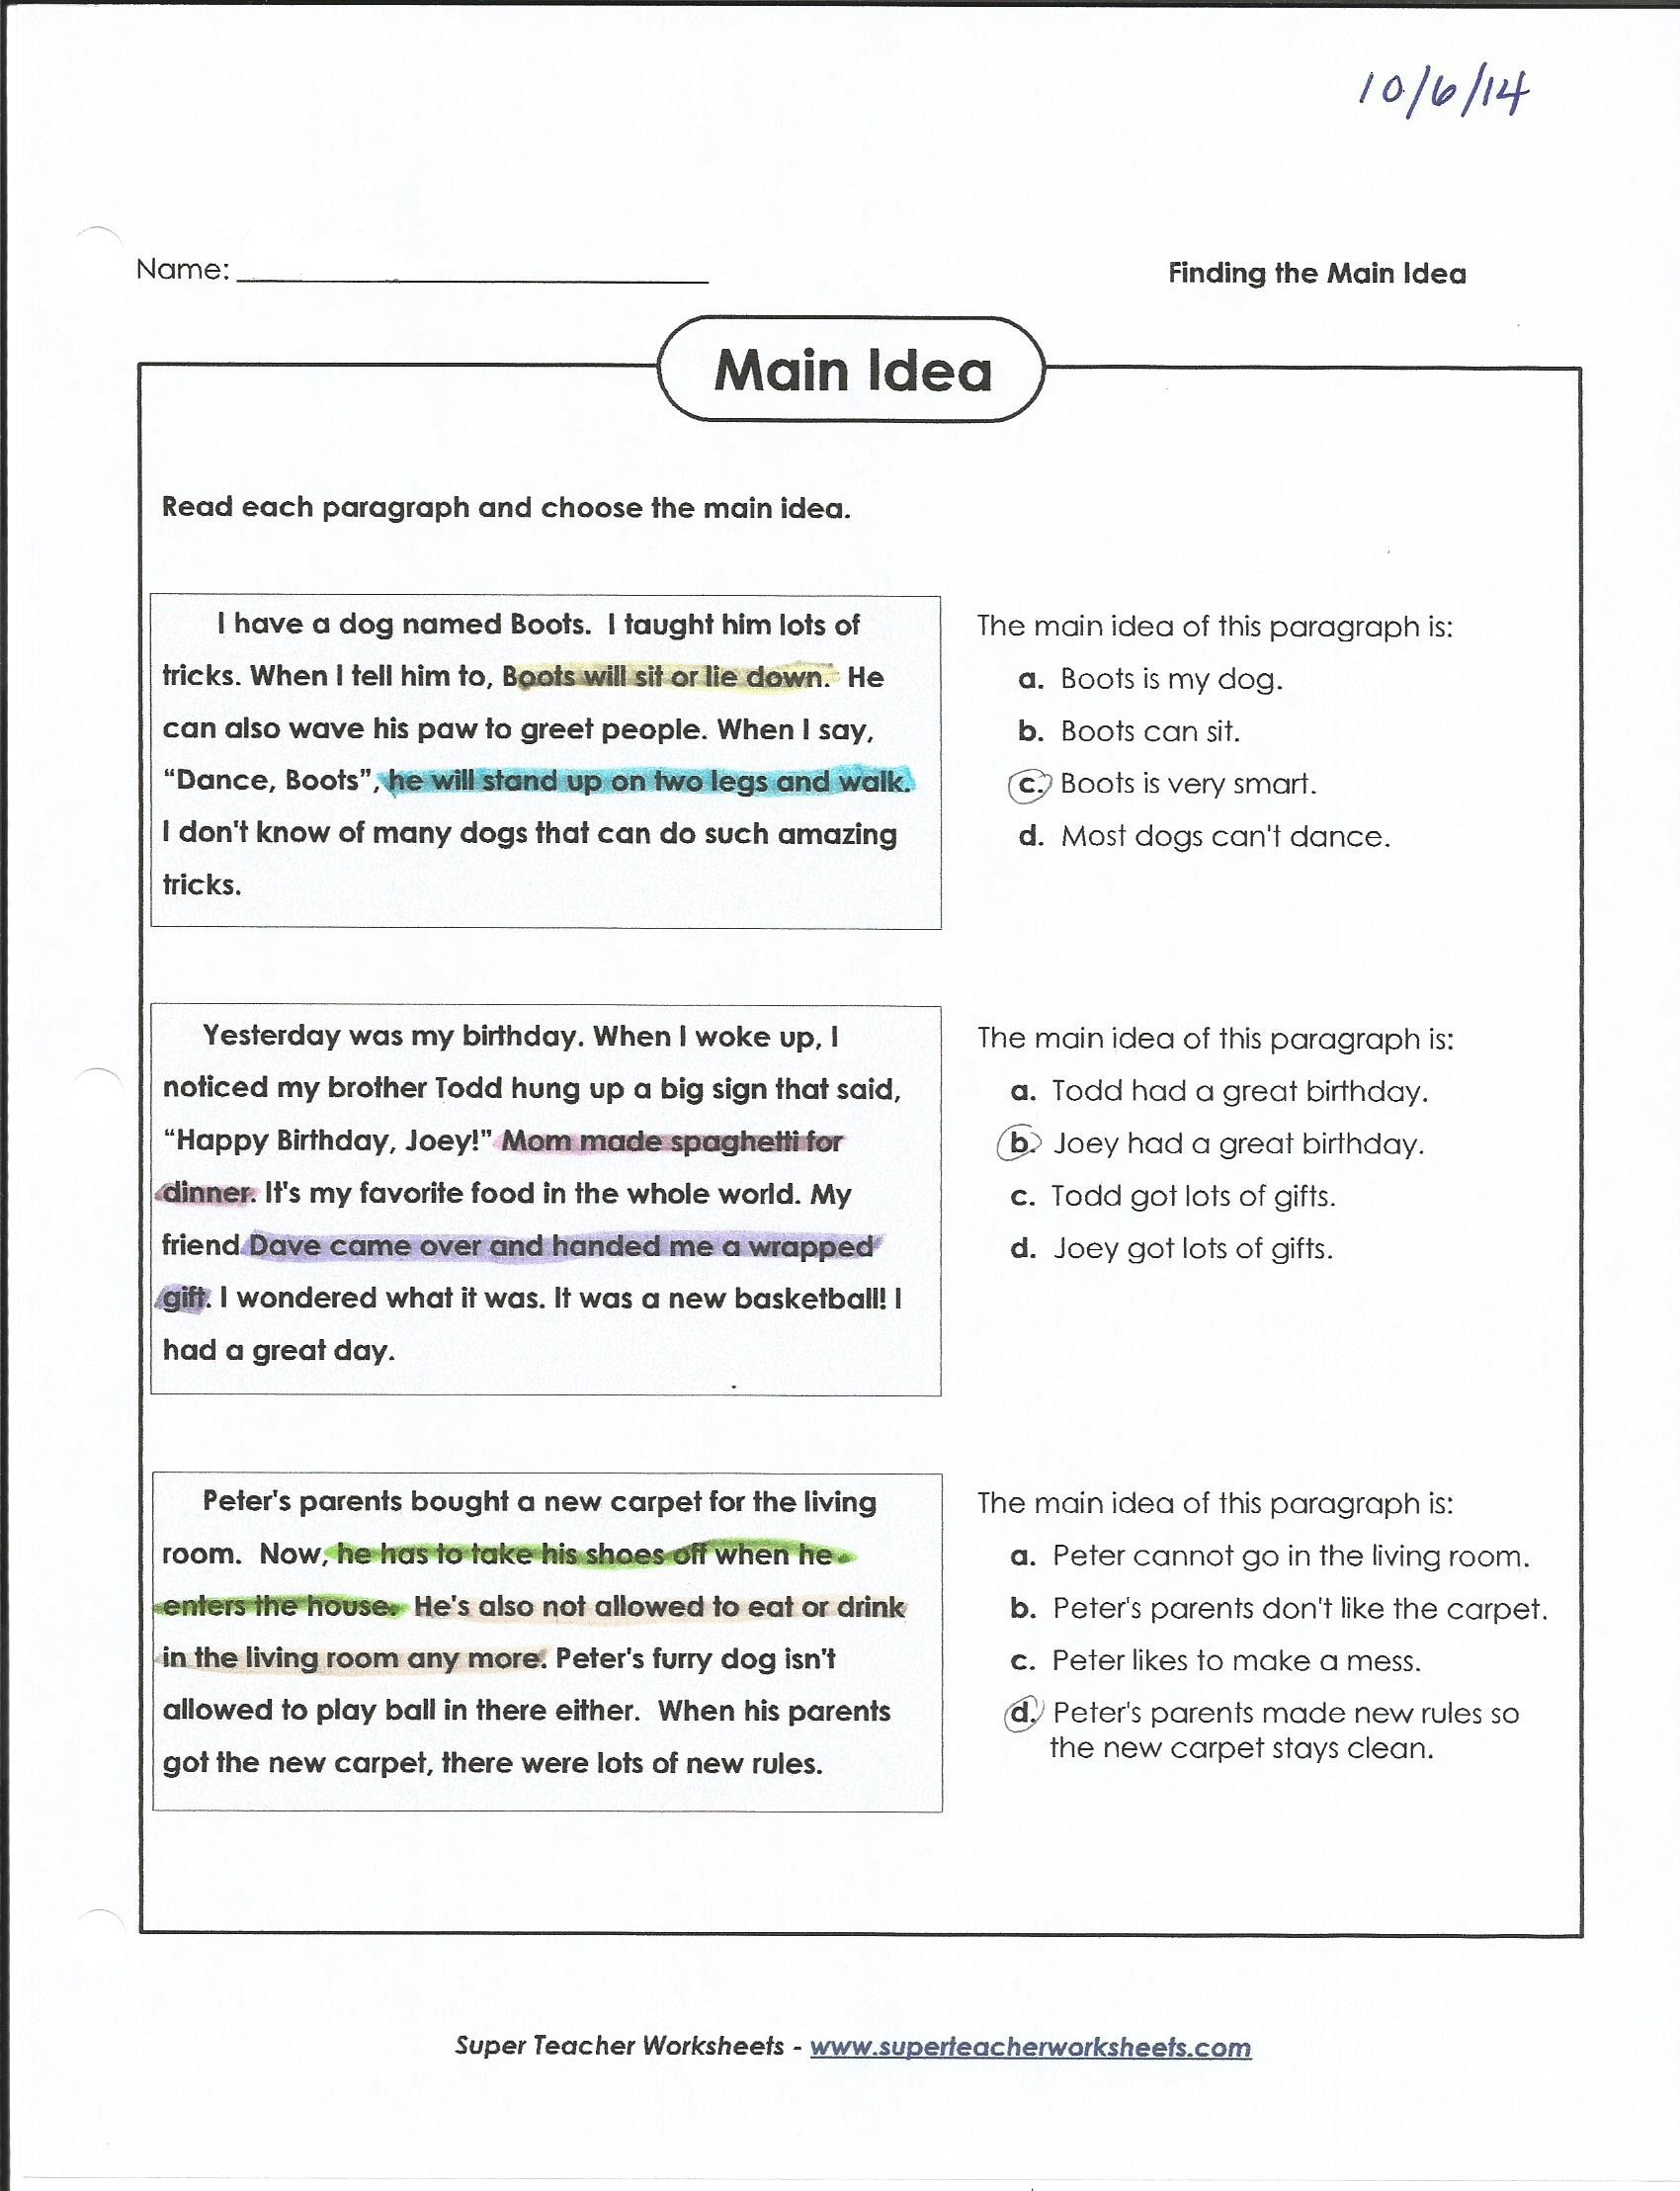 10/6/14
Name:
Finding the Main Idea
Main Idea
Read each paragraph and choose the main idea.
I have a dog named Boots. I taught him lots of
tricks. When I tell him to, Boots will sit or lie down. He
can also wave his paw to greet people. When I say,
“Dance, Boots”, he will stand up on two legs and walk.
I don't know of many dogs that can do such amazing
tricks.
The main idea of this paragraph is:
a. Boots is my dog.
b. Boots can sit.
c. Boots is very smart.
d. Most dogs can't dance.
Yesterday was my birthday. When I woke up, I
noticed my brother Todd hung up a big sign that said,
“Happy Birthday, Joey!” Mom made spaghetti for
dinner. It's my favorite food in the whole world. My
friend Dave came over and handed me a wrapped
gift. I wondered what it was. It was a new basketball! I
had a great day.
The main idea of this paragraph is:
a. Todd had a great birthday.
b. Joey had a great birthday.
c. Todd got lots of gifts.
d. Joey got lots of gifts.
Peter's parents bought a new carpet for the living
room. Now, he has to take his shoes off when he
enters the house. He's also not allowed to eat or drink
in the living room any more. Peter's furry dog isn't
allowed to play ball in there either. When his parents
got the new carpet, there were lots of new rules.
The main idea of this paragraph is:
a. Peter cannot go in the living room.
b. Peter's parents don't like the carpet.
c. Peter likes to make a mess.
d. Peter's parents made new rules so
the new carpet stays clean.
Super Teacher Worksheets - www.superteacherworksheets.com